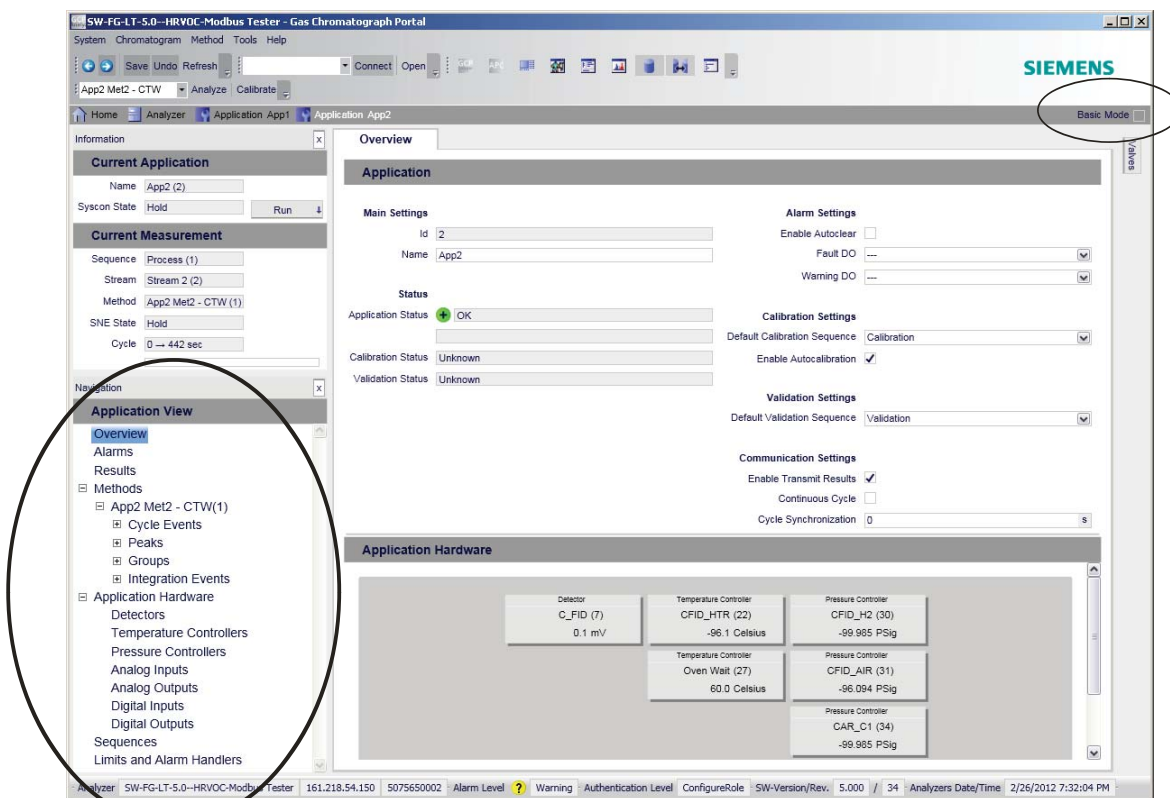 SW-FG-LT-5.0--HRVOC-Modbus Tester - Gas Chromatograph Portal
System Chromatogram Method Tools Help
Save Undo Refresh Connect Open
SIEMENS
App2 Met2 - CTW Analyze Calibrate
Home Analyzer Application App1 Application App2 Basic Mode
Information x
Current Application
Name App2 (2)
Syscon State Hold Run
Current Measurement
Sequence Process (1)
Stream Stream 2 (2)
Method App2 Met2 - CTW (1)
SNE State Hold
Cycle 0 → 442 sec
Navigation x
Application View
Overview
Alarms
Results
Methods
App2 Met2 - CTW(1)
Cycle Events
Peaks
Groups
Integration Events
Application Hardware
Detectors
Temperature Controllers
Pressure Controllers
Analog Inputs
Analog Outputs
Digital Inputs
Digital Outputs
Sequences
Limits and Alarm Handlers
Overview
Valves
Application
Main Settings
Id 2
Name App2
Status
Application Status OK
Calibration Status Unknown
Validation Status Unknown
Alarm Settings
Enable Autoclear
Fault DO ---
Warning DO ---
Calibration Settings
Default Calibration Sequence Calibration
Enable Autocalibration
Validation Settings
Default Validation Sequence Validation
Communication Settings
Enable Transmit Results
Continuous Cycle
Cycle Synchronization 0 s
Application Hardware
Detector
C_FID (7)
0.1 mV
Temperature Controller
CFID_HTR (22)
-96.1 Celsius
Pressure Controller
CFID_H2 (30)
-99.985 PSig
Temperature Controller
Oven Wait (27)
60.0 Celsius
Pressure Controller
CFID_AIR (31)
-96.094 PSig
Pressure Controller
CAR_C1 (34)
-99.985 PSig
Analyzer SW-FG-LT-5.0--HRVOC-Modbus Tester 161.218.54.150 5075650002 Alarm Level ? Warning Authentication Level ConfigureRole SW-Version/Rev. 5.000 / 34 Analyzers Date/Time 2/26/2012 7:32:04 PM